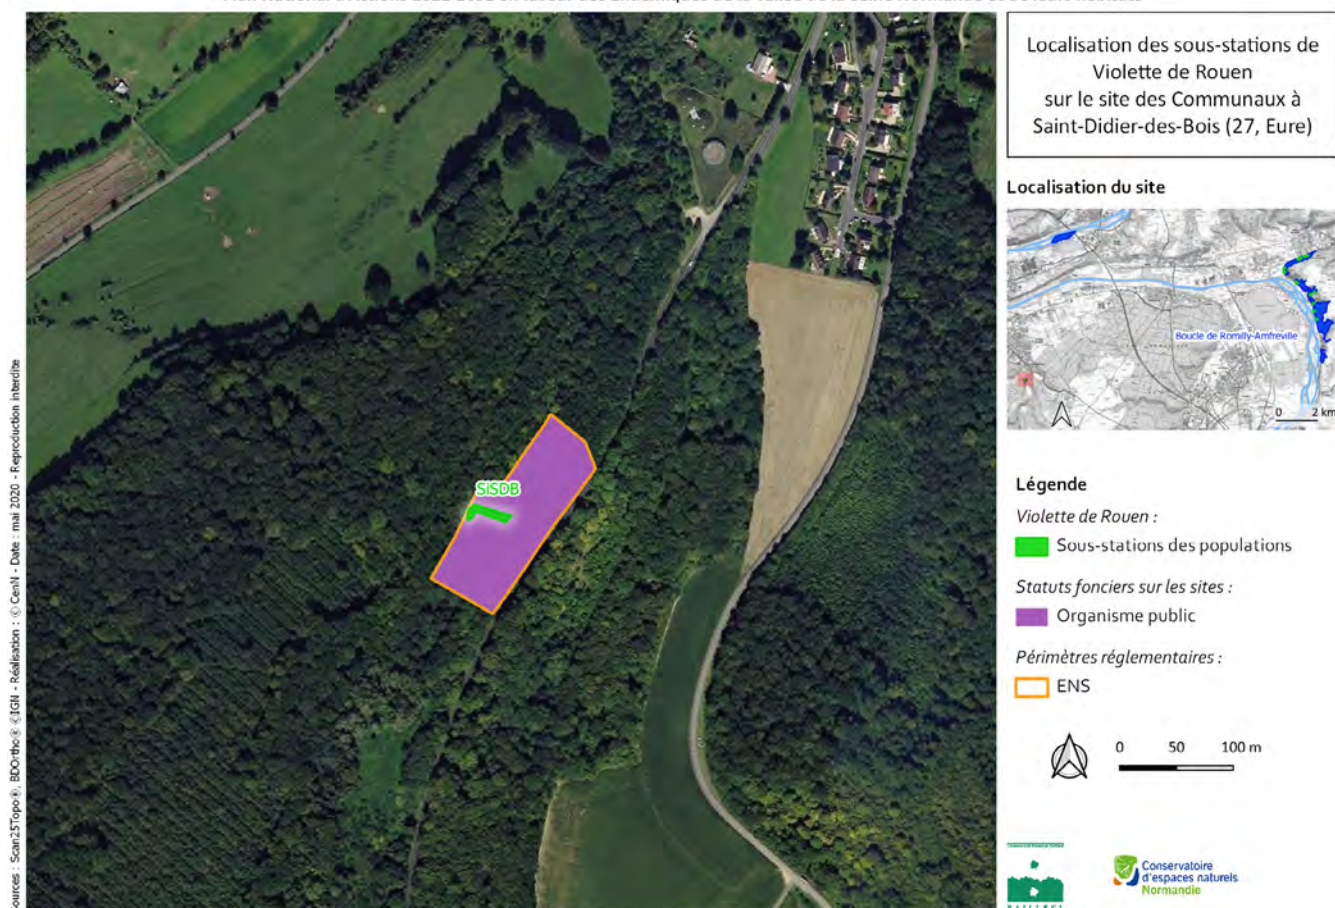 Localisation des sous-stations de
Violette de Rouen
sur le site des Communaux à
Saint-Didier-des-Bois (27, Eure)
Localisation du site
Boucle de Romilly-Amfreville
0 2 km
SiSDB
Légende
Violette de Rouen :
Sous-stations des populations
Statuts fonciers sur les sites :
Organisme public
Périmètres réglementaires :
ENS
0 50 100 m
Conservatoire
d'espaces naturels
Normandie
Sources : Scan25Topo®, BDOrtho® ©IGN - Réalisation : © CenN - Date : mai 2020 - Reproduction interdite